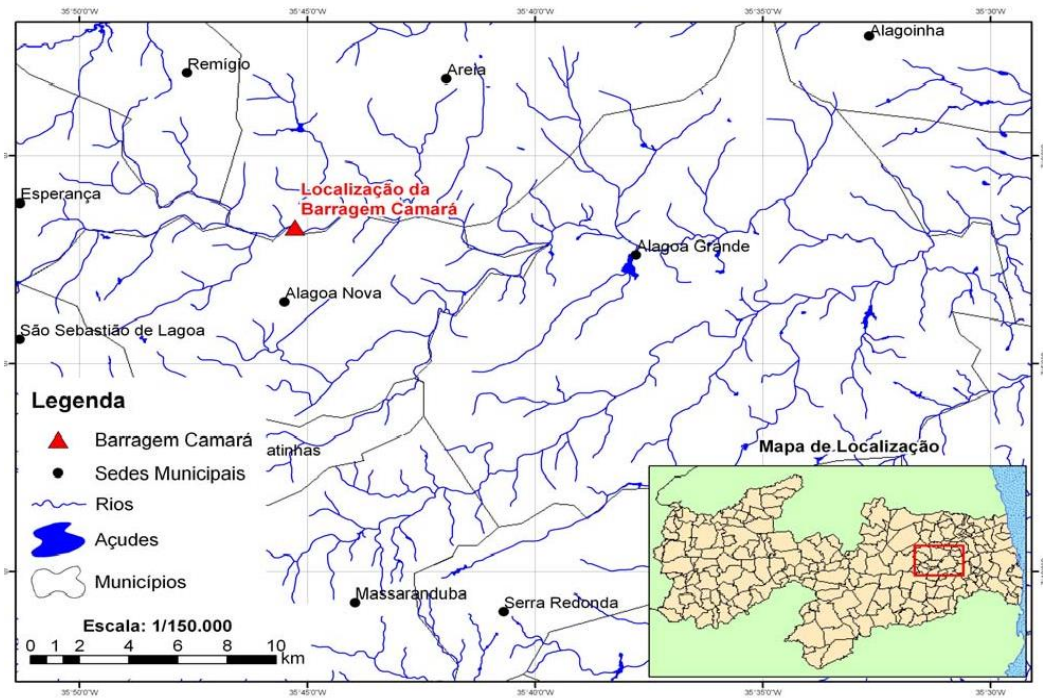 35°50'0"W 35°45'0"W 35°40'0"W 35°35'0"W 35°30'0"W
Alagoinha
Remígio
Areia
Esperança
Localização da
Barragem Camará
Alagoa Grande
Alagoa Nova
São Sebastião de Lagoa
Legenda
Barragem Camará
Sedes Municipais
Rios
Açudes
Municípios
Escala: 1/150.000
0 1 2 4 6 8 10
km
atinhas
Massaranduba
Serra Redonda
Mapa de Localização
35°50'0"W 35°45'0"W 35°40'0"W 35°35'0"W 35°30'0"W